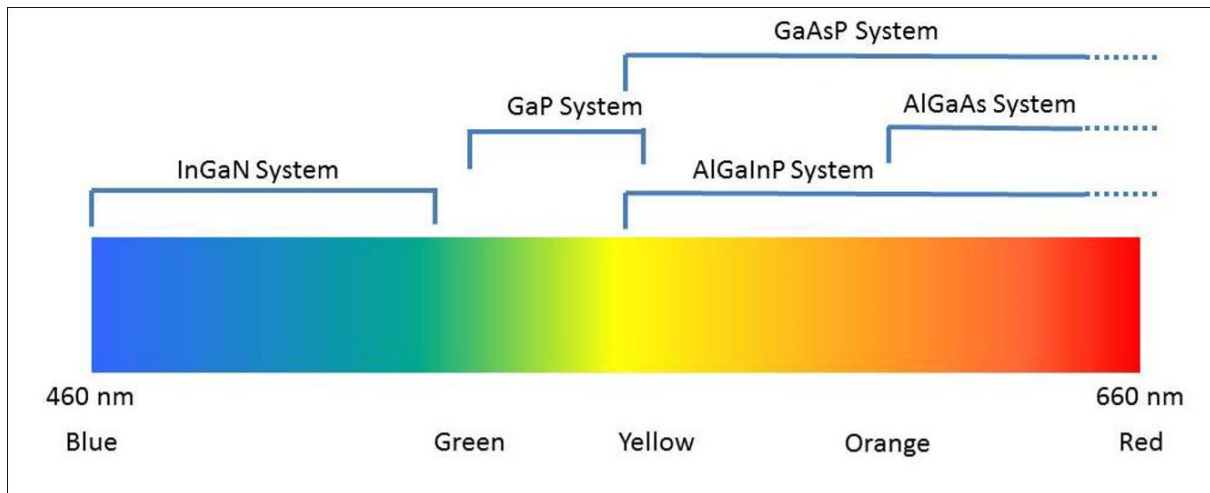 GaAsP System
GaP System
AlGaAs System
InGaN System
AlGaInP System
460 nm
660 nm
Blue
Green
Yellow
Orange
Red